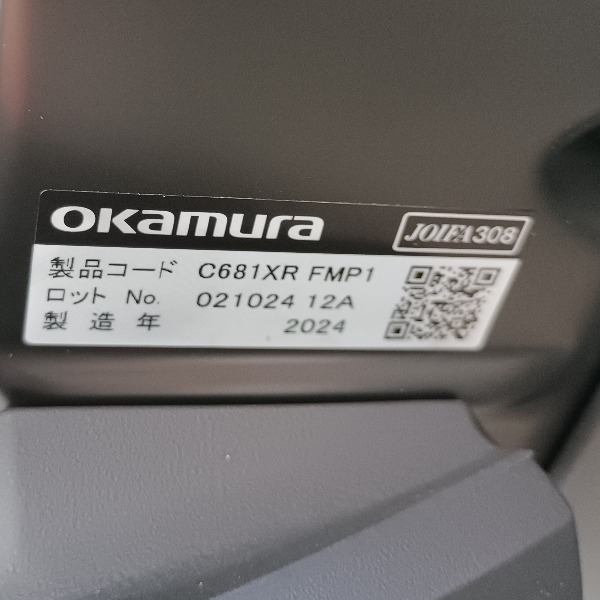 okamura
JOIFA308
製品コード C681XR FMP1
ロット No. 021024 12A
製造年 2024